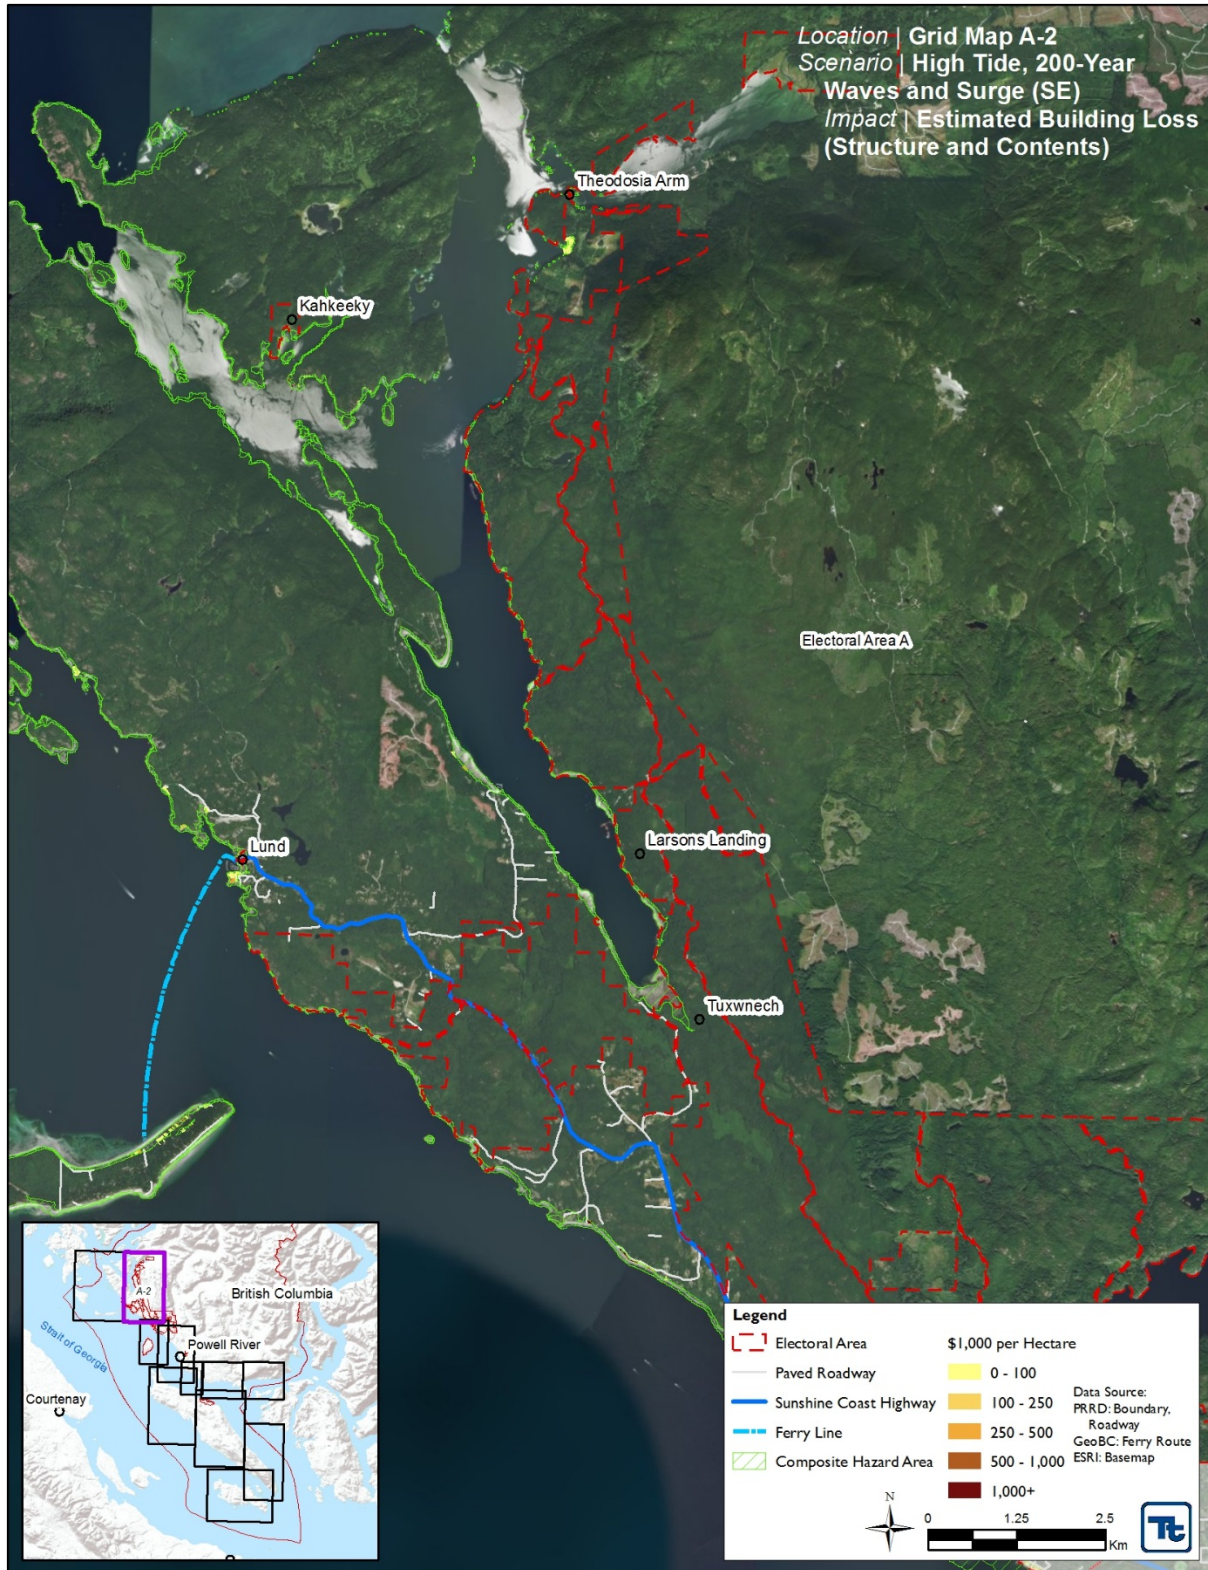 Location | Grid Map A-2
Scenario | High Tide, 200-Year
Waves and Surge (SE)
Impact | Estimated Building Loss
(Structure and Contents)
Theodosia Arm
Kahkeeky
Electoral Area A
Larsons Landing
Lund
Tuxwnech
A-2
British Columbia
Strait of Georgia
Powell River
Courtenay
Legend
Electoral Area
Paved Roadway
Sunshine Coast Highway
Ferry Line
Composite Hazard Area
$1,000 per Hectare
0 - 100
100 - 250
250 - 500
500 - 1,000
1,000+
Data Source:
PRRD: Boundary,
Roadway
GeoBC: Ferry Route
ESRI: Basemap
N
0 1.25 2.5
Km
Tt